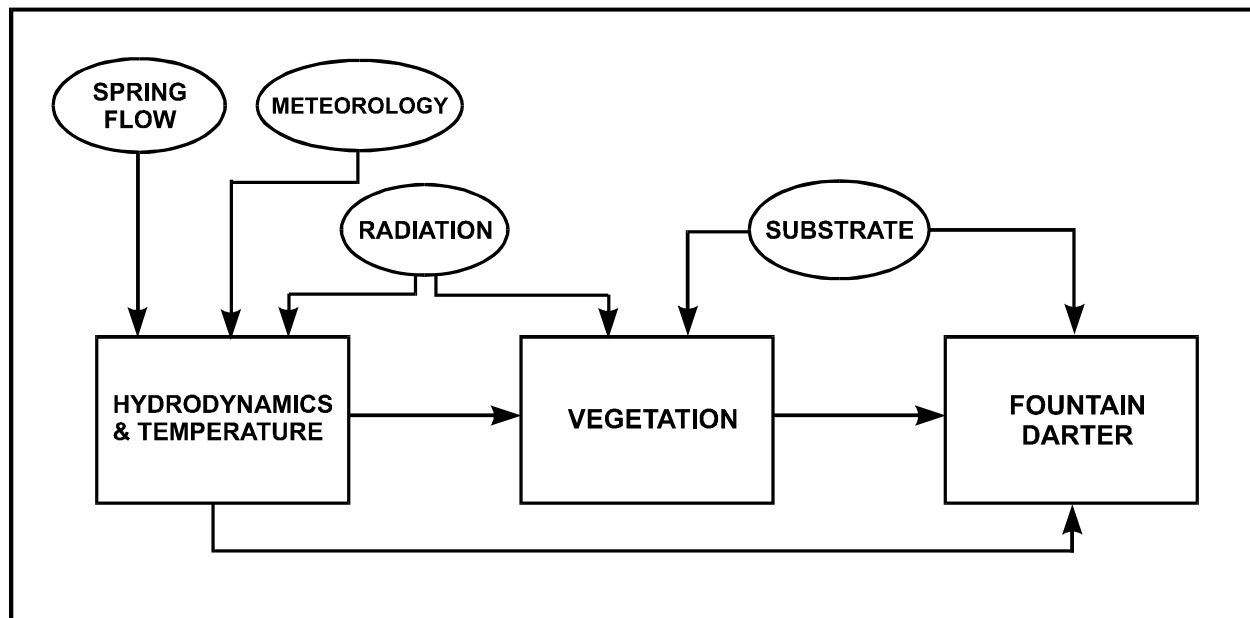 SPRING
FLOW
METEOROLOGY
RADIATION
SUBSTRATE
HYDRODYNAMICS
& TEMPERATURE
VEGETATION
FOUNTAIN
DARTER